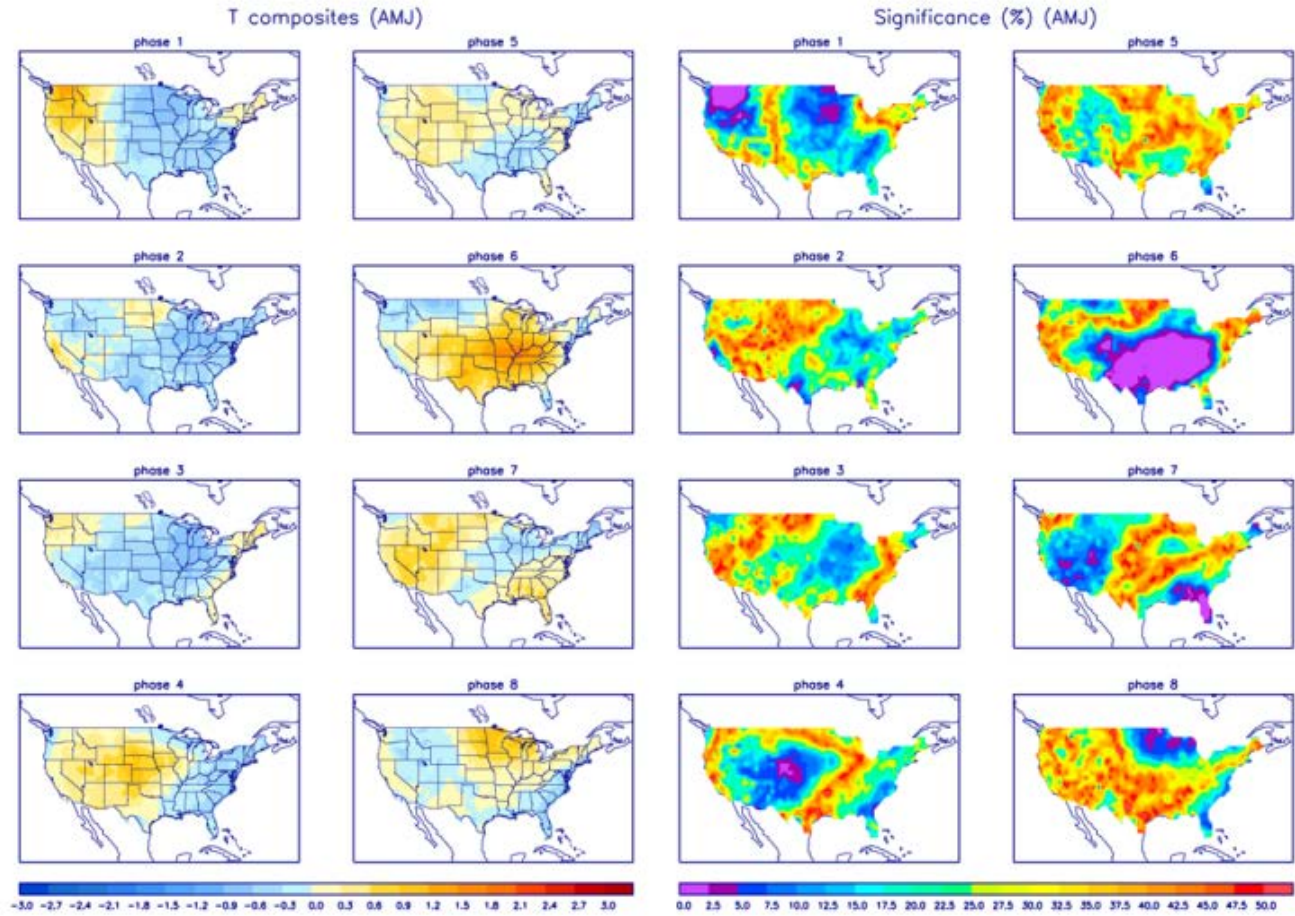 T composites (AMJ) Significance (%) (AMJ)
phase 1 phase 5 phase 1 phase 5
phase 2 phase 6 phase 2 phase 6
phase 3 phase 7 phase 3 phase 7
phase 4 phase 8 phase 4 phase 8
-3.0 -2.7 -2.4 -2.1 -1.8 -1.5 -1.2 -0.9 -0.6 -0.3 0.0 0.3 0.6 0.9 1.2 1.5 1.8 2.1 2.4 2.7 3.0 0.0 2.5 5.0 7.5 10.0 12.5 15.0 17.5 20.0 22.5 25.0 27.5 30.0 32.5 35.0 37.5 40.0 42.5 45.0 47.5 50.0